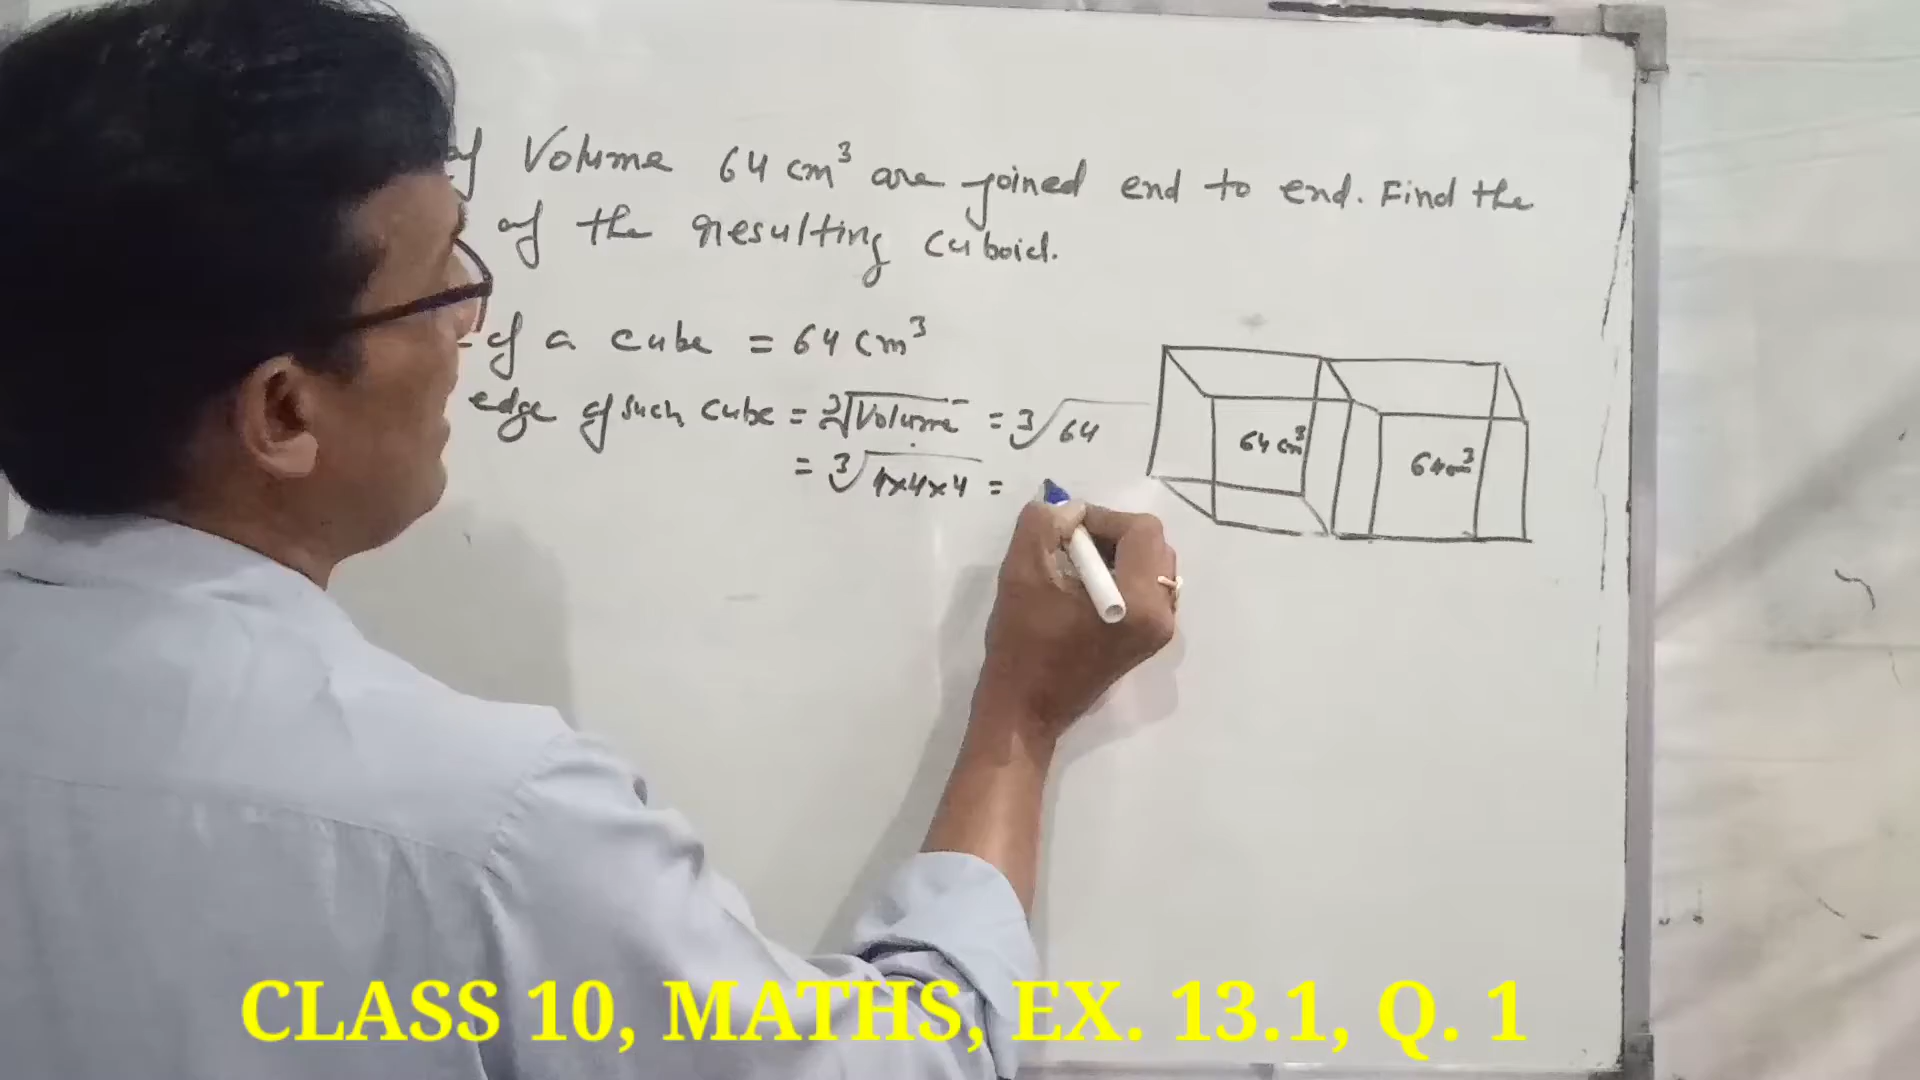 of Volume 64 cm³ are joined end to end. Find the
of the resulting cuboid.
of a cube = 64 cm³
edge of such cube = ∛Volume = ∛64
= ∛4×4×4 =
64 cm³
64 cm³
CLASS 10, MATHS, EX. 13.1, Q. 1